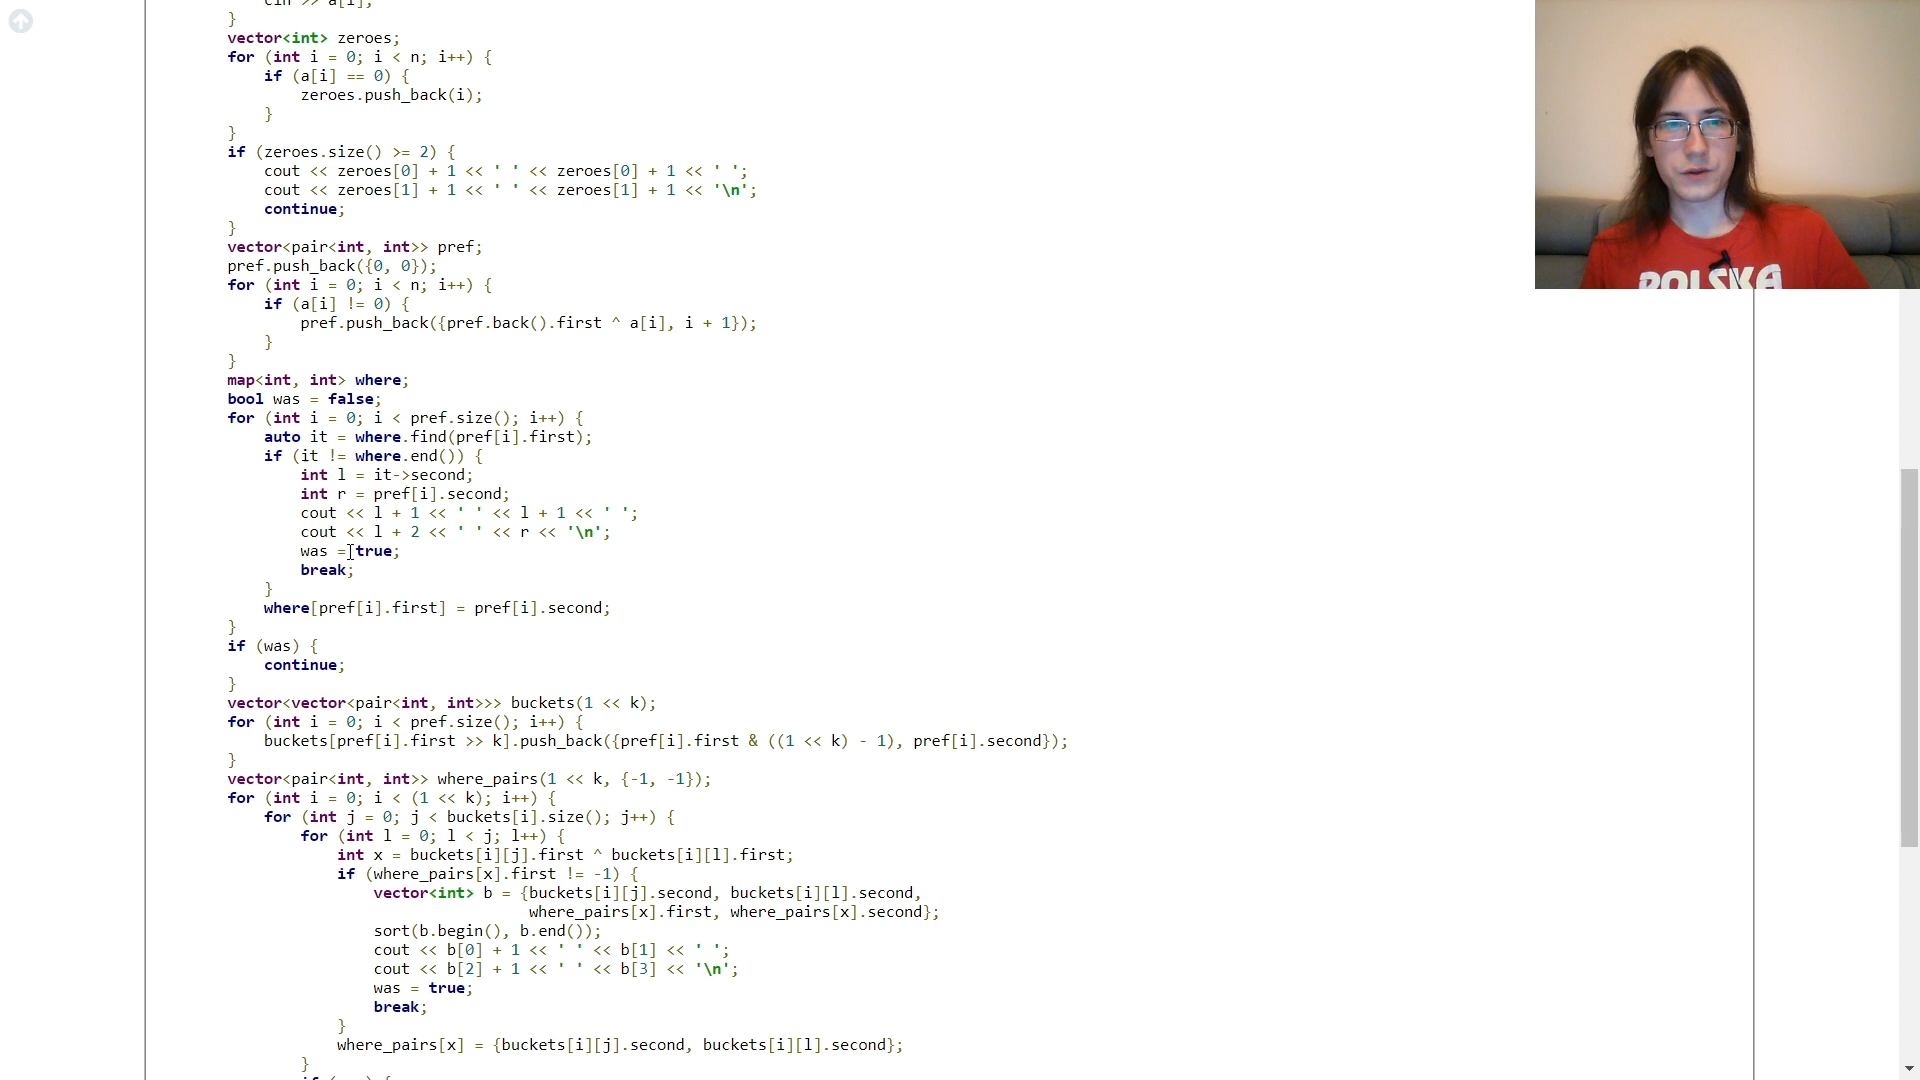 cin >> a[i];
}
vector<int> zeroes;
for (int i = 0; i < n; i++) {
if (a[i] == 0) {
zeroes.push_back(i);
}
}
if (zeroes.size() >= 2) {
cout << zeroes[0] + 1 << ' ' << zeroes[0] + 1 << ' ';
cout << zeroes[1] + 1 << ' ' << zeroes[1] + 1 << '\n';
continue;
}
vector<pair<int, int>> pref;
pref.push_back({0, 0});
for (int i = 0; i < n; i++) {
if (a[i] != 0) {
pref.push_back({pref.back().first ^ a[i], i + 1});
}
}
map<int, int> where;
bool was = false;
for (int i = 0; i < pref.size(); i++) {
auto it = where.find(pref[i].first);
if (it != where.end()) {
int l = it->second;
int r = pref[i].second;
cout << l + 1 << ' ' << l + 1 << ' ';
cout << l + 2 << ' ' << r << '\n';
was = true;
break;
}
where[pref[i].first] = pref[i].second;
}
if (was) {
continue;
}
vector<vector<pair<int, int>>> buckets(1 << k);
for (int i = 0; i < pref.size(); i++) {
buckets[pref[i].first >> k].push_back({pref[i].first & ((1 << k) - 1), pref[i].second});
}
vector<pair<int, int>> where_pairs(1 << k, {-1, -1});
for (int i = 0; i < (1 << k); i++) {
for (int j = 0; j < buckets[i].size(); j++) {
for (int l = 0; l < j; l++) {
int x = buckets[i][j].first ^ buckets[i][l].first;
if (where_pairs[x].first != -1) {
vector<int> b = {buckets[i][j].second, buckets[i][l].second,
where_pairs[x].first, where_pairs[x].second};
sort(b.begin(), b.end());
cout << b[0] + 1 << ' ' << b[1] << ' ';
cout << b[2] + 1 << ' ' << b[3] << '\n';
was = true;
break;
}
where_pairs[x] = {buckets[i][j].second, buckets[i][l].second};
}
POLSKA